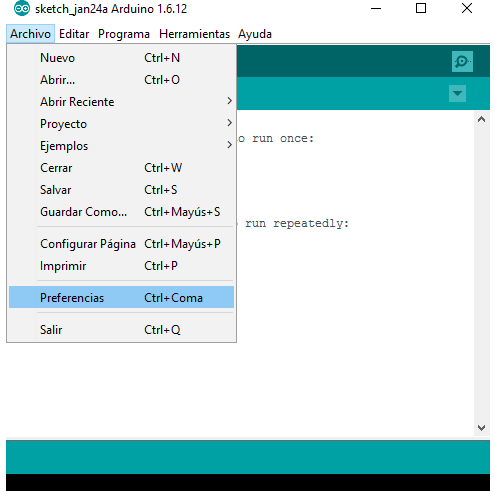 sketch_jan24a Arduino 1.6.12
Archivo Editar Programa Herramientas Ayuda
Nuevo Ctrl+N
Abrir... Ctrl+O
Abrir Reciente
Proyecto
Ejemplos
Cerrar Ctrl+W
Salvar Ctrl+S
Guardar Como... Ctrl+Mayús+S
Configurar Página Ctrl+Mayús+P
Imprimir Ctrl+P
Preferencias Ctrl+Coma
Salir Ctrl+Q
o run once:
run repeatedly: